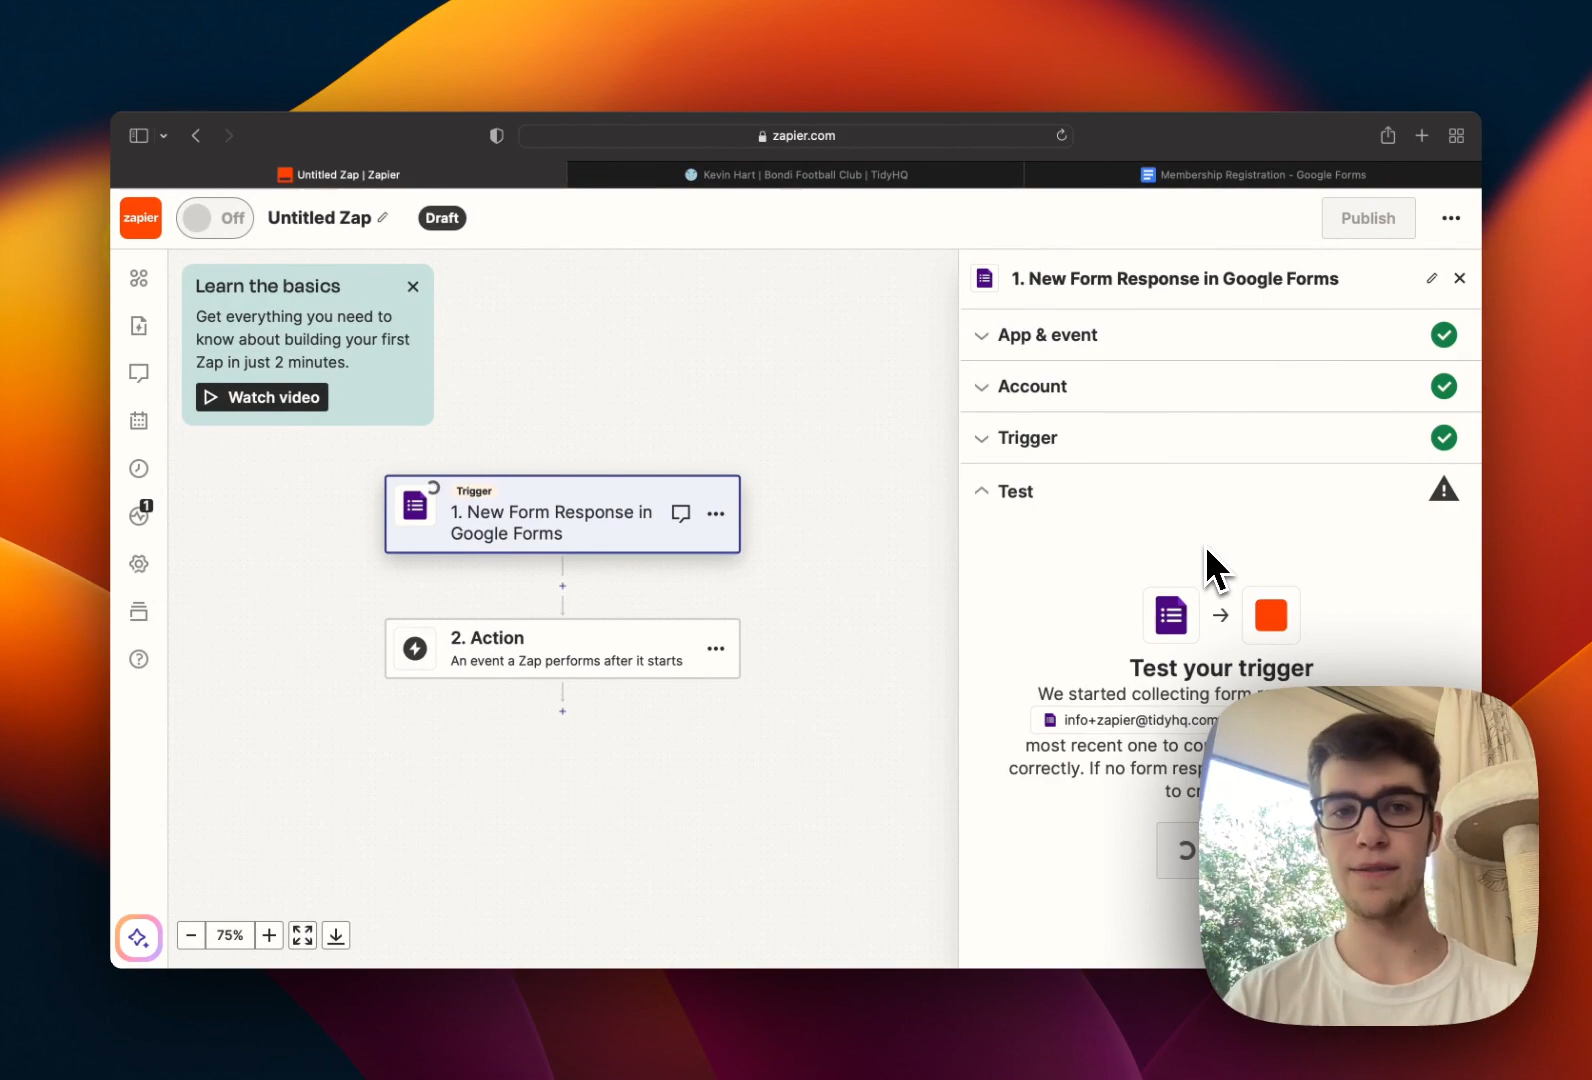 zapier.com
Untitled Zap | Zapier
Kevin Hart | Bondi Football Club | TidyHQ
Membership Registration - Google Forms
zapier
Off
Untitled Zap
Draft
Publish
Learn the basics
Get everything you need to
know about building your first
Zap in just 2 minutes.
Watch video
1
Trigger
1. New Form Response in
Google Forms
2. Action
An event a Zap performs after it starts
75%
1. New Form Response in Google Forms
App & event
Account
Trigger
Test
Test your trigger
We started collecting form
info+zapier@tidyhq.com
most recent one to
correctly. If no form
to